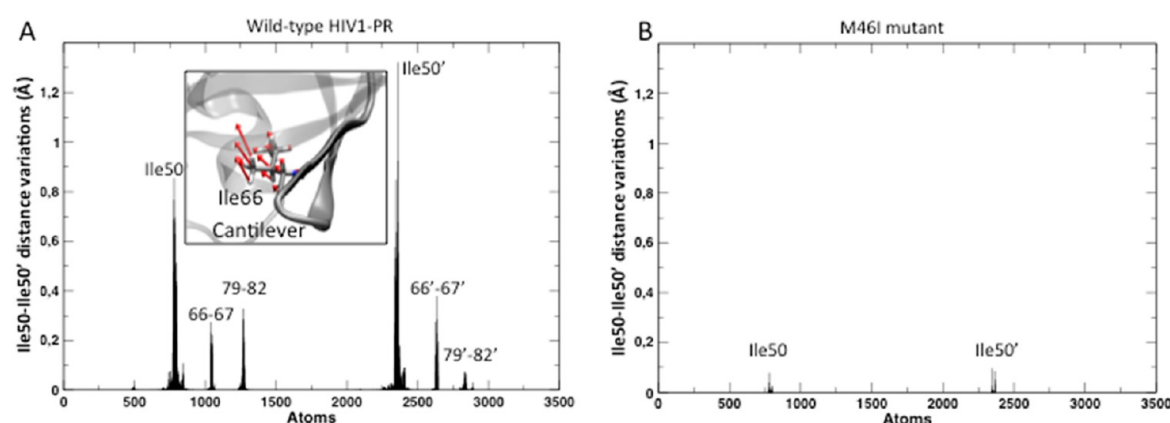 A
Wild-type HIV1-PR
Ile50-Ile50’ distance variations (Å)
1,2
1
0,8
0,6
0,4
0,2
0
0
500
1000
1500
2000
2500
3000
3500
Atoms
Ile50
Ile50’
Ile66
Cantilever
66-67
79-82
66’-67’
79’-82’
B
M46I mutant
Ile50-Ile50’ distance variations (Å)
1,2
1
0,8
0,6
0,4
0,2
0
0
500
1000
1500
2000
2500
3000
3500
Atoms
Ile50
Ile50’